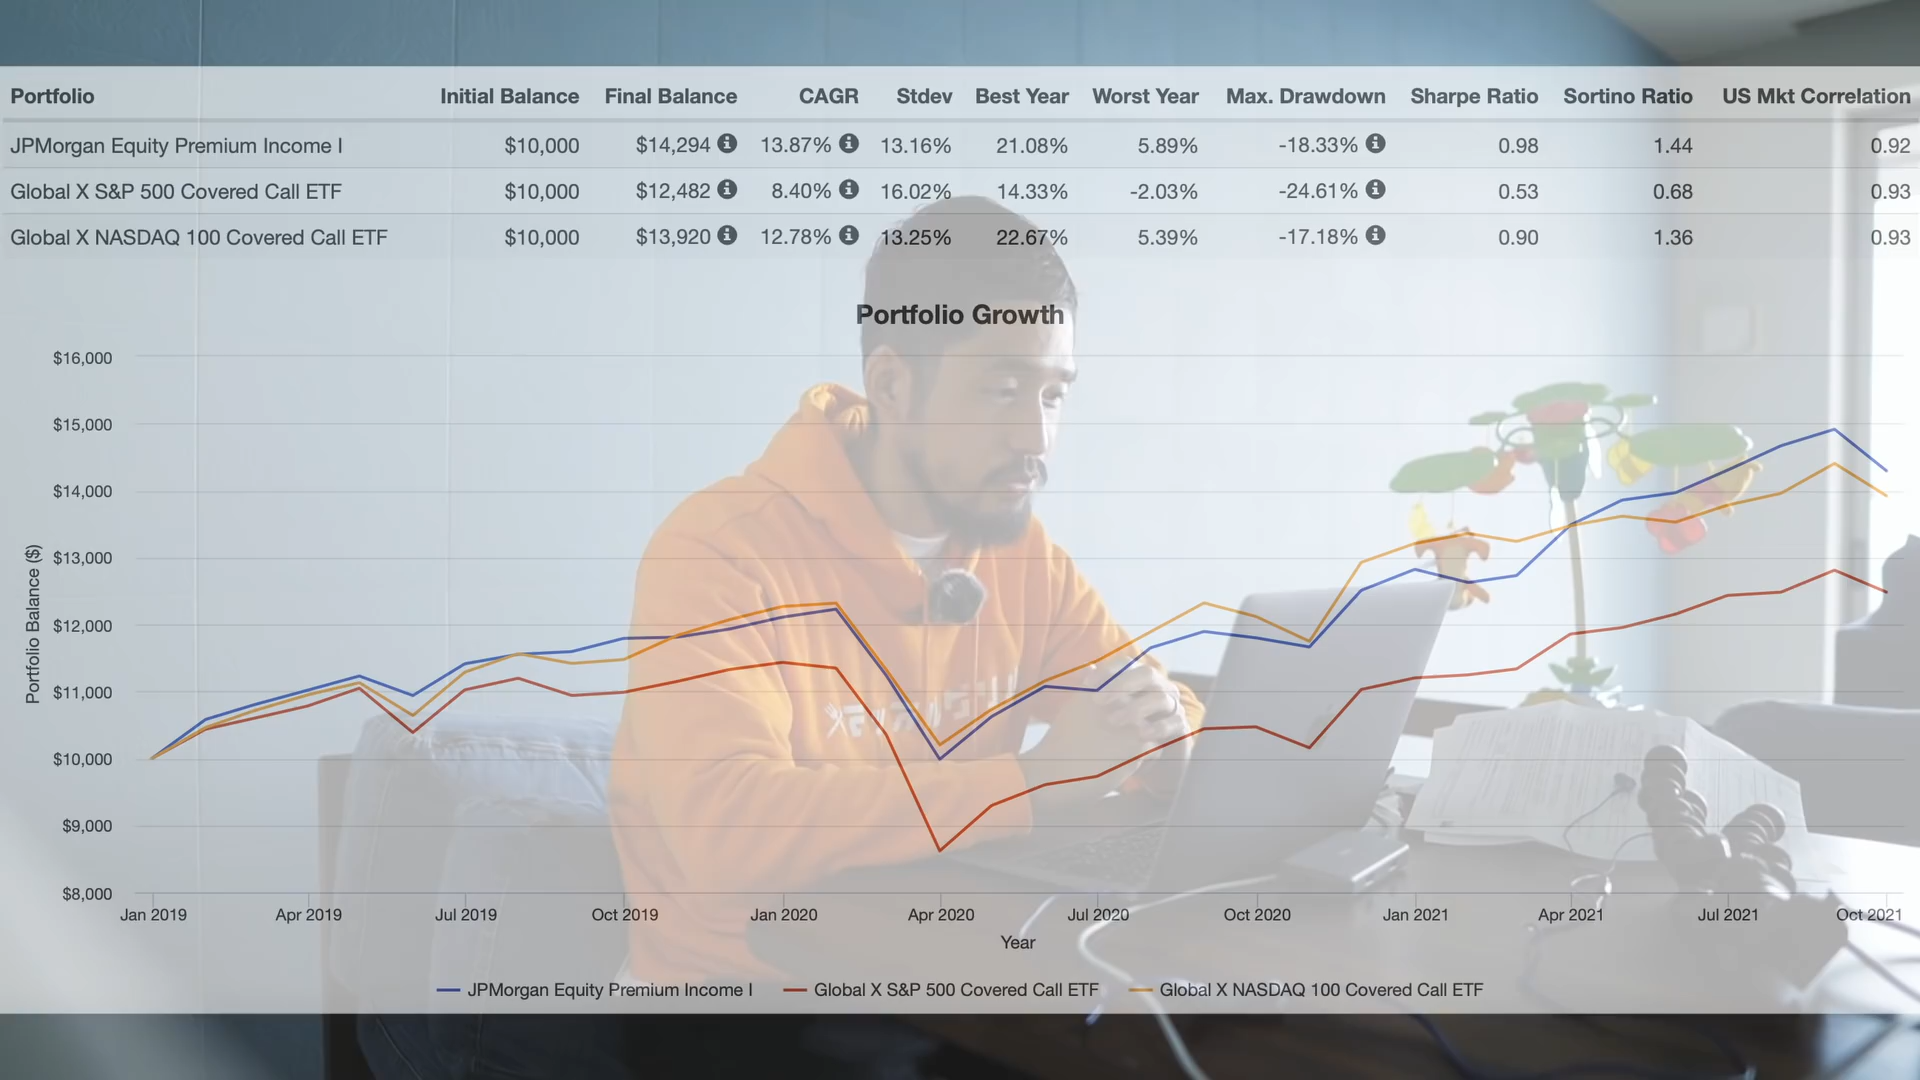 Portfolio Initial Balance Final Balance CAGR Stdev Best Year Worst Year Max. Drawdown Sharpe Ratio Sortino Ratio US Mkt Correlation
JPMorgan Equity Premium Income I $10,000 $14,294 13.87% 13.16% 21.08% 5.89% -18.33% 0.98 1.44 0.92
Global X S&P 500 Covered Call ETF $10,000 $12,482 8.40% 16.02% 14.33% -2.03% -24.61% 0.53 0.68 0.93
Global X NASDAQ 100 Covered Call ETF $10,000 $13,920 12.78% 13.25% 22.67% 5.39% -17.18% 0.90 1.36 0.93
Portfolio Growth
$16,000
$15,000
$14,000
$13,000
$12,000
$11,000
$10,000
$9,000
$8,000
Portfolio Balance ($)
Jan 2019 Apr 2019 Jul 2019 Oct 2019 Jan 2020 Apr 2020 Jul 2020 Oct 2020 Jan 2021 Apr 2021 Jul 2021 Oct 2021
Year
JPMorgan Equity Premium Income I Global X S&P 500 Covered Call ETF Global X NASDAQ 100 Covered Call ETF